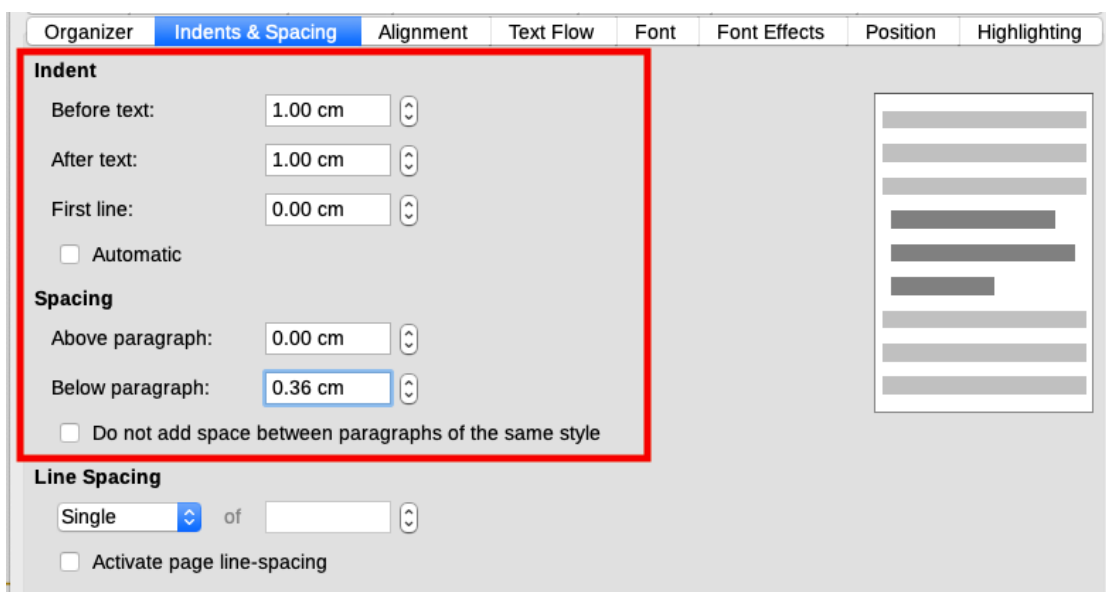 Organizer Indents & Spacing Alignment Text Flow Font Font Effects Position Highlighting
Indent
Before text: 1.00 cm
After text: 1.00 cm
First line: 0.00 cm
Automatic
Spacing
Above paragraph: 0.00 cm
Below paragraph: 0.36 cm
Do not add space between paragraphs of the same style
Line Spacing
Single of
Activate page line-spacing